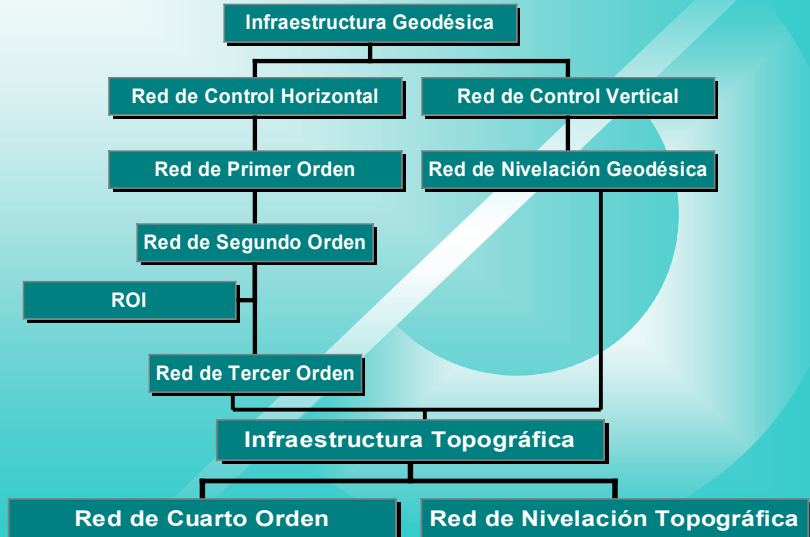 Infraestructura Geodésica
Red de Control Horizontal
Red de Control Vertical
Red de Primer Orden
Red de Nivelación Geodésica
Red de Segundo Orden
ROI
Red de Tercer Orden
Infraestructura Topográfica
Red de Cuarto Orden
Red de Nivelación Topográfica